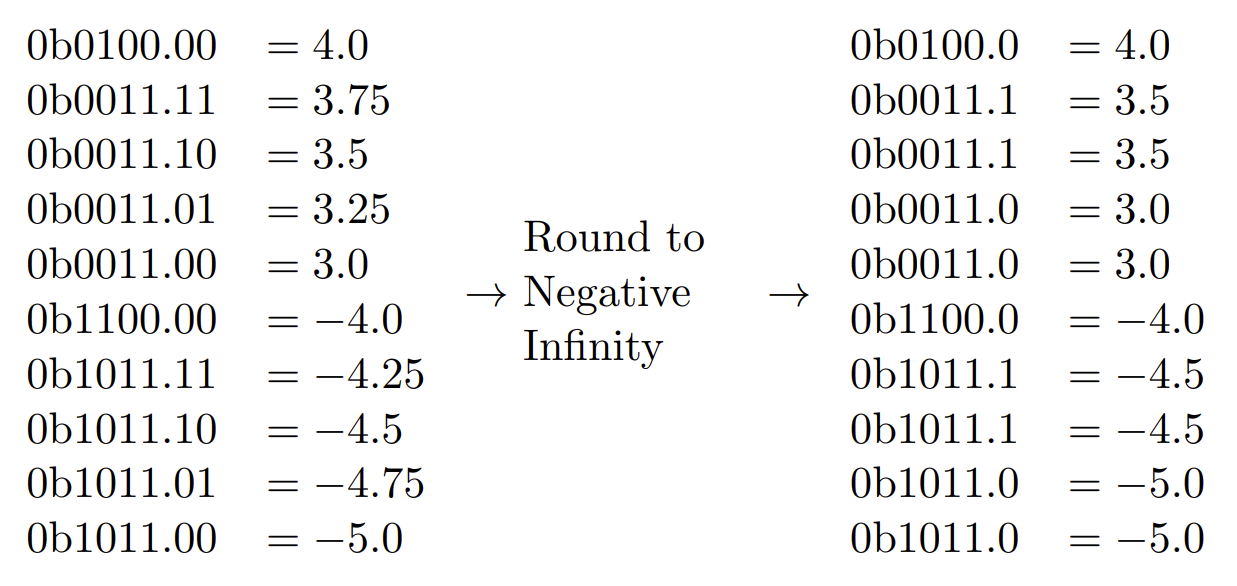 0b0100.00 = 4.0
0b0011.11 = 3.75
0b0011.10 = 3.5
0b0011.01 = 3.25
0b0011.00 = 3.0
0b1100.00 = −4.0
0b1011.11 = −4.25
0b1011.10 = −4.5
0b1011.01 = −4.75
0b1011.00 = −5.0
→ Round to
Negative
Infinity →
0b0100.0 = 4.0
0b0011.1 = 3.5
0b0011.1 = 3.5
0b0011.0 = 3.0
0b0011.0 = 3.0
0b1100.0 = −4.0
0b1011.1 = −4.5
0b1011.1 = −4.5
0b1011.0 = −5.0
0b1011.0 = −5.0